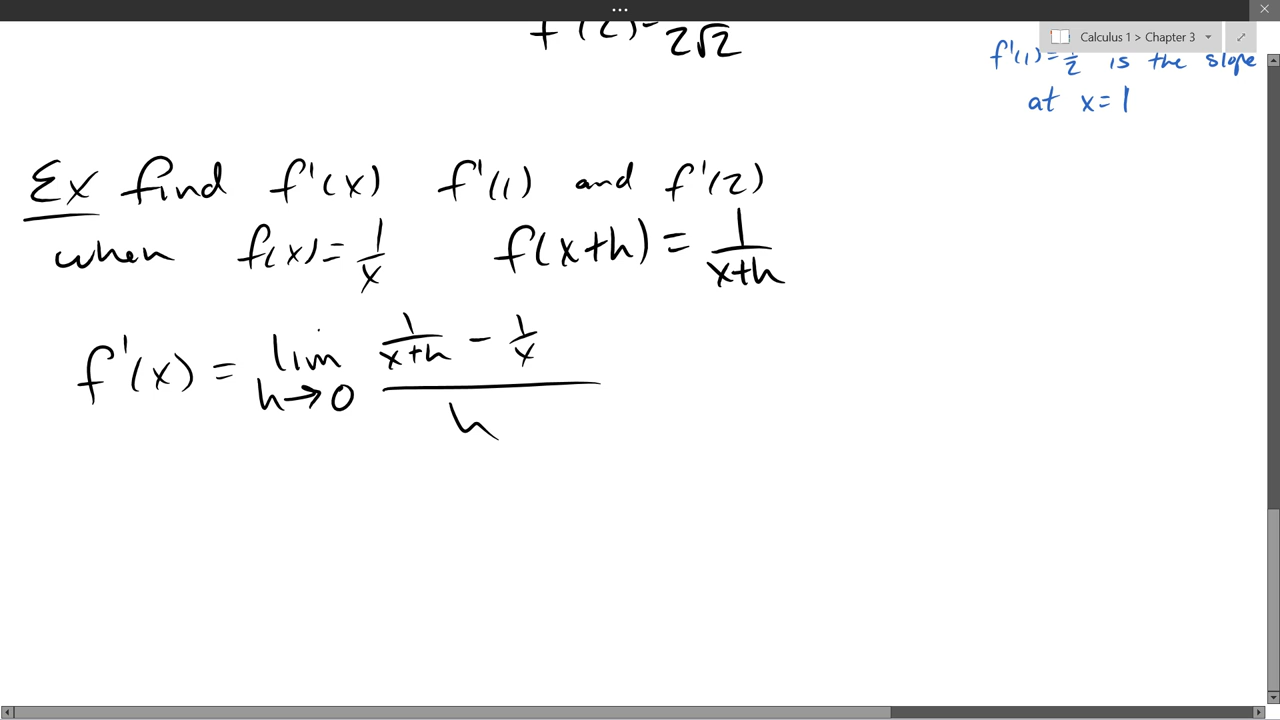 ...
Calculus 1 > Chapter 3
f'(2)= 2√2
f'(1)=1/2 is the slope
at x=1
Ex find f'(x) f'(1) and f'(2)
when f(x)=1/x f(x+h)=1/(x+h)
f'(x) = lim h→0 (1/(x+h) - 1/x)/h